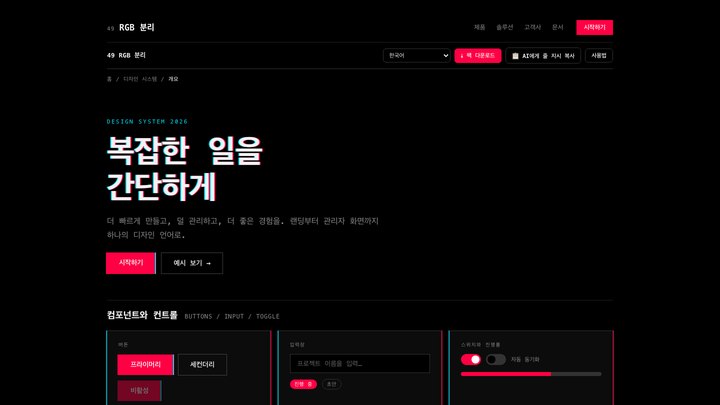 49 RGB 분리
제품 솔루션 고객사 문서 시작하기
49 RGB 분리
한국어 ↓ 팩 다운로드 📋 AI에게 줄 지시 복사 사용법
홈 / 디자인 시스템 / 개요
DESIGN SYSTEM 2026
복잡한 일을
간단하게
더 빠르게 만들고, 덜 관리하고, 더 좋은 경험을. 랜딩부터 관리자 화면까지
하나의 디자인 언어로.
시작하기 예시 보기 →
컴포넌트와 컨트롤 BUTTONS / INPUT / TOGGLE
버튼
프라이머리 세컨더리
비활성
입력창
프로젝트 이름을 입력…
진행 중 초안
스위치와 진행률
자동 동기화